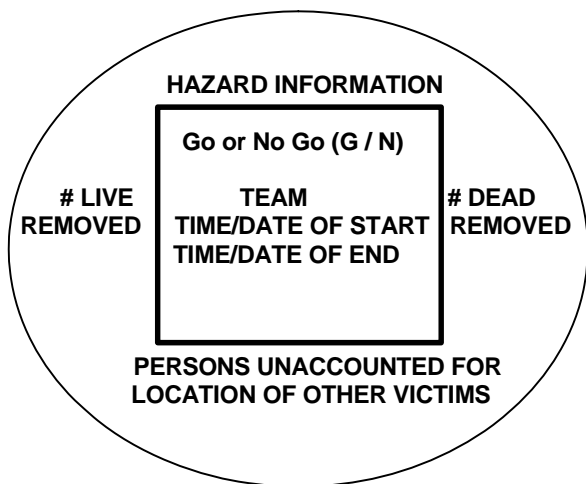 HAZARD INFORMATION
Go or No Go (G / N)
# LIVE
REMOVED
TEAM
TIME/DATE OF START
TIME/DATE OF END
# DEAD
REMOVED
PERSONS UNACCOUNTED FOR
LOCATION OF OTHER VICTIMS